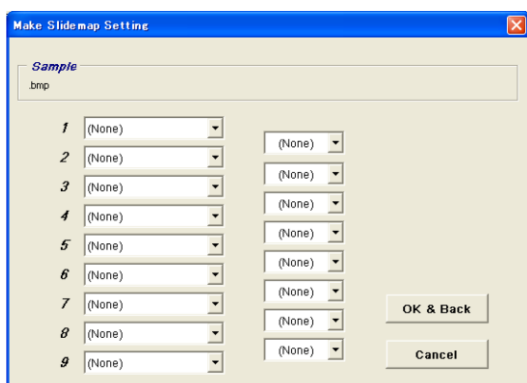 Make Slidemap Setting
Sample
.bmp
1 (None)
(None)
2 (None)
(None)
3 (None)
(None)
4 (None)
(None)
5 (None)
(None)
6 (None)
(None)
7 (None)
(None)
8 (None)
(None)
9 (None)
OK & Back
Cancel